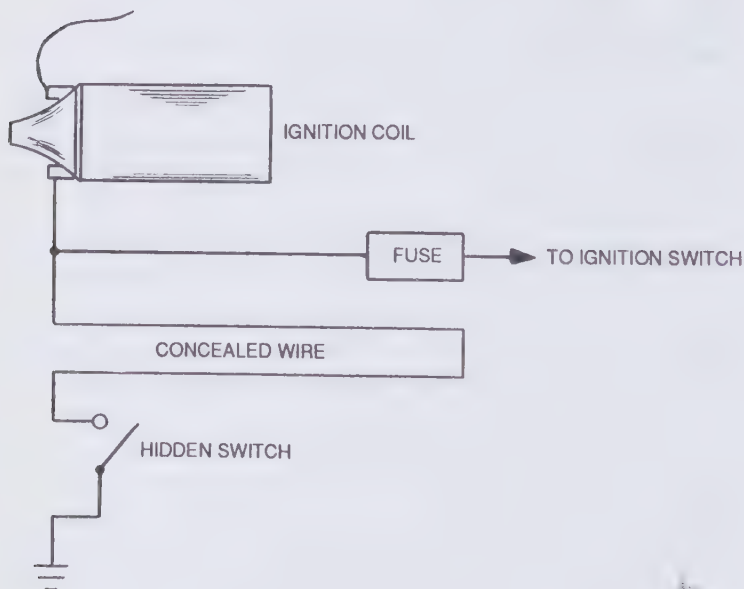 IGNITION COIL
FUSE
TO IGNITION SWITCH
CONCEALED WIRE
HIDDEN SWITCH